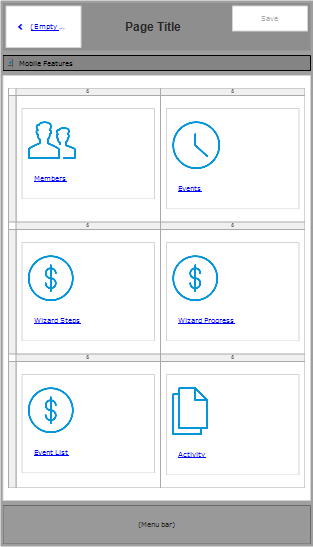 (Empty ...
Page Title
Save
Mobile Features
6 6
Members
Events
6 6
Wizard Steps
Wizard Progress
6 6
Event List
Activity
(Menu bar)